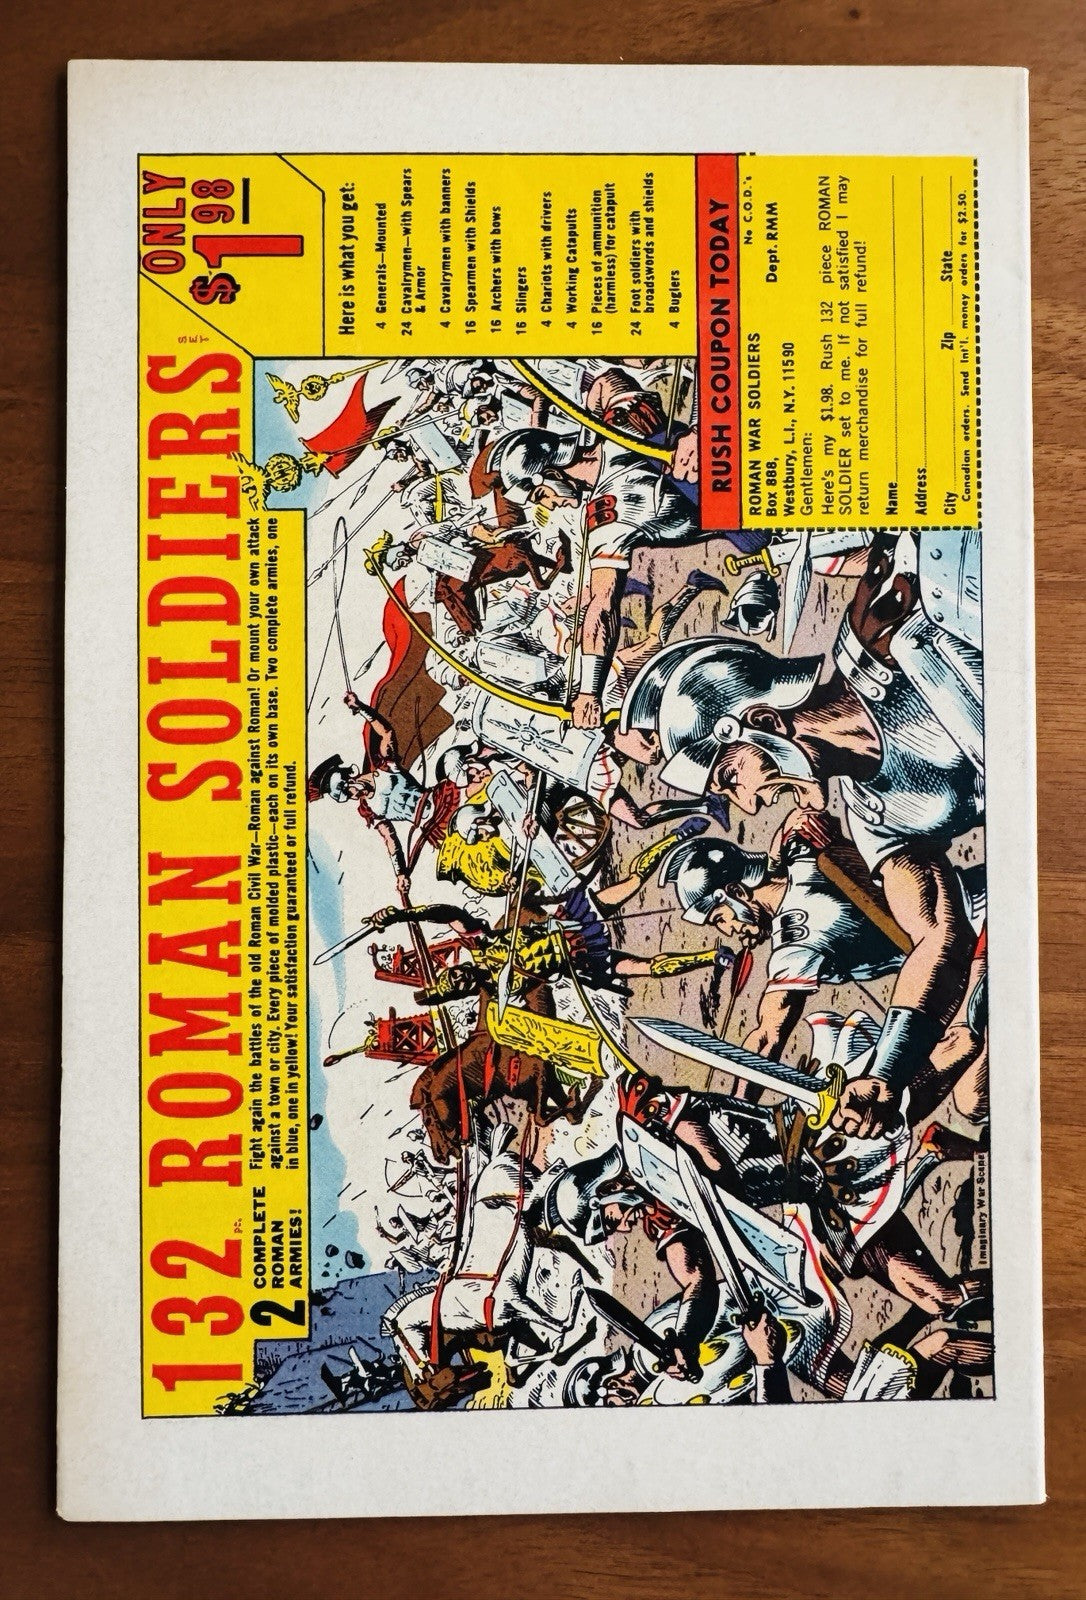 132 pc. ROMAN SOLDIERS SET
ONLY
$1 98
2 COMPLETE
ROMAN
ARMIES!
Fight again the battles of the old Roman Civil War—Roman against Roman! Or mount your own attack
against a town or city. Every piece of molded plastic—each on its own base. Two complete armies, one
in blue, one in yellow! Your satisfaction guaranteed or full refund.
Here is what you get:
4 Generals—Mounted
24 Cavalrymen—with Spears
& Armor
4 Cavalrymen with banners
16 Spearmen with Shields
16 Archers with bows
16 Slingers
4 Chariots with drivers
4 Working Catapults
16 Pieces of ammunition
(harmless) for catapult
24 Foot soldiers with
broadswords and shields
4 Buglers
RUSH COUPON TODAY
No C.O.D.'s
ROMAN WAR SOLDIERS
Box 888, Dept. RMM
Westbury, L.I., N.Y. 11590
Gentlemen:
Here's my $1.98. Rush 132 piece ROMAN
SOLDIER set to me. If not satisfied I may
return merchandise for full refund!
Name
Address
City Zip State
Canadian orders. Send Int'l. money orders for $2.50.
Imaginary War Scene